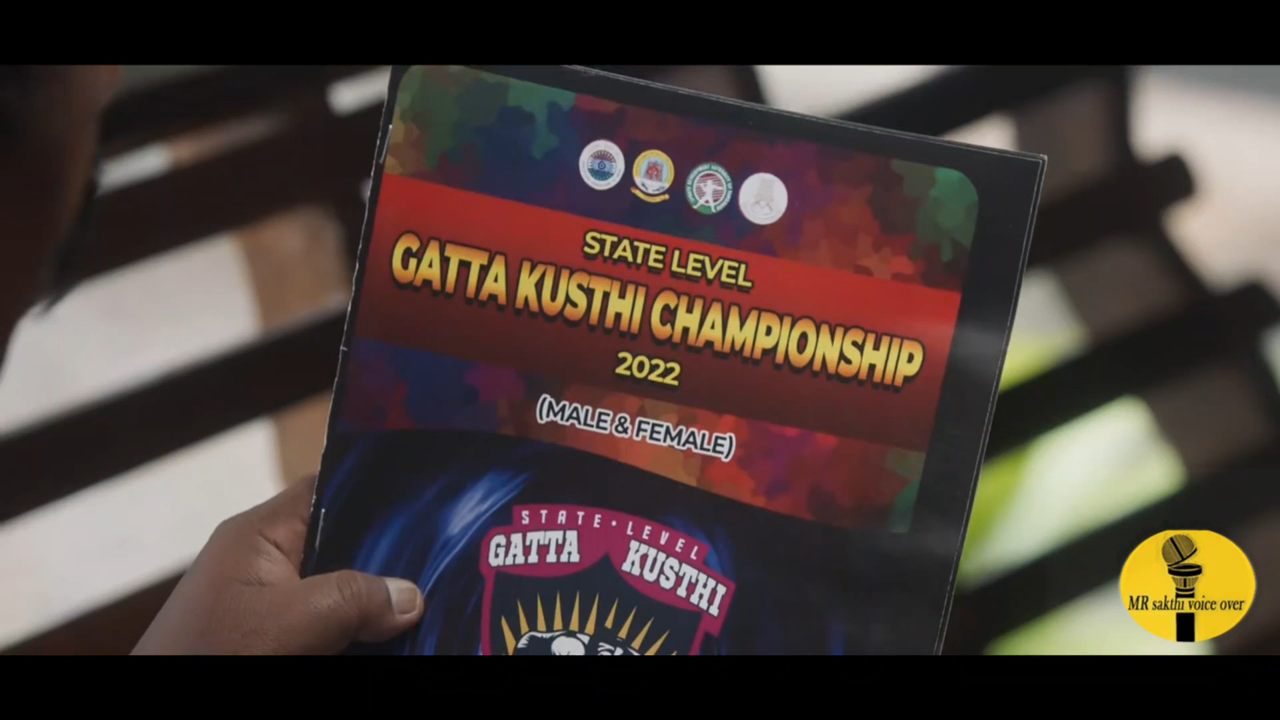 STATE LEVEL
GATTA KUSTHI CHAMPIONSHIP
2022
(MALE & FEMALE)
STATE • LEVEL
GATTA KUSTHI
MR sakthi voice over